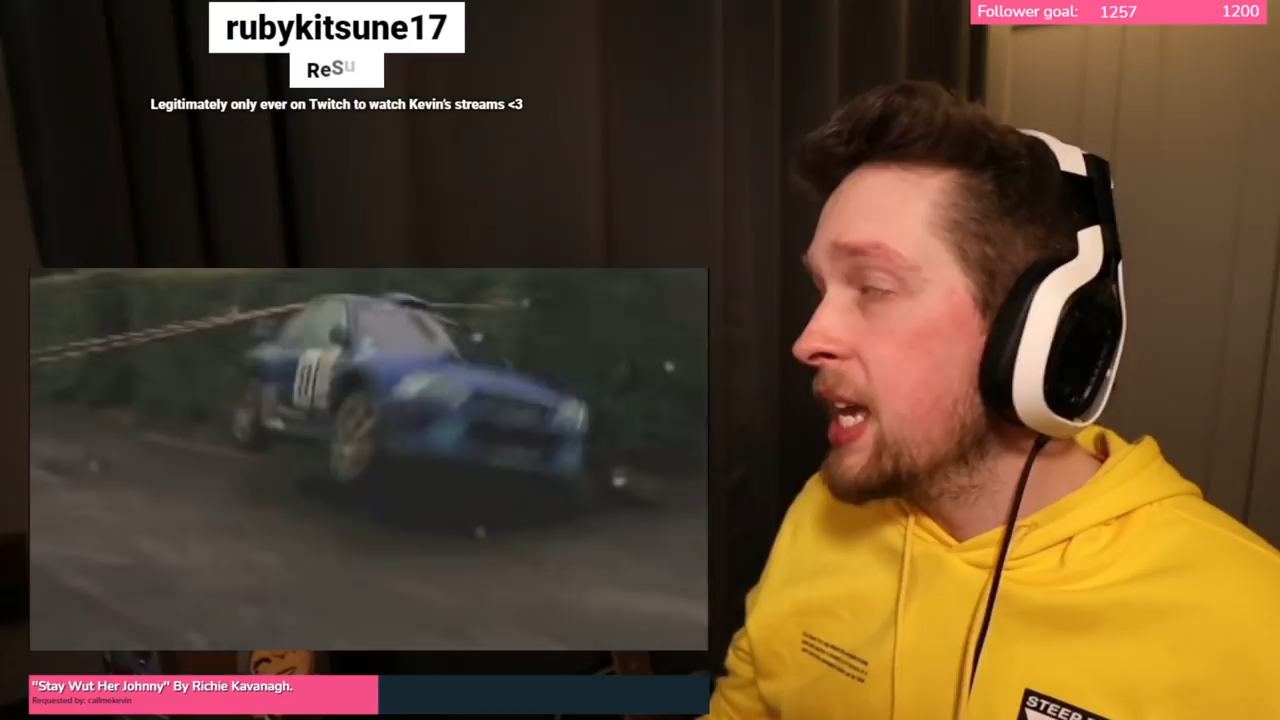 rubykitsune17
ReSu
Legitimately only ever on Twitch to watch Kevin's streams <3
Follower goal: 1257 1200
"Stay Wut Her Johnny" By Richie Kavanagh.
Requested by: callmekevin
STEEP